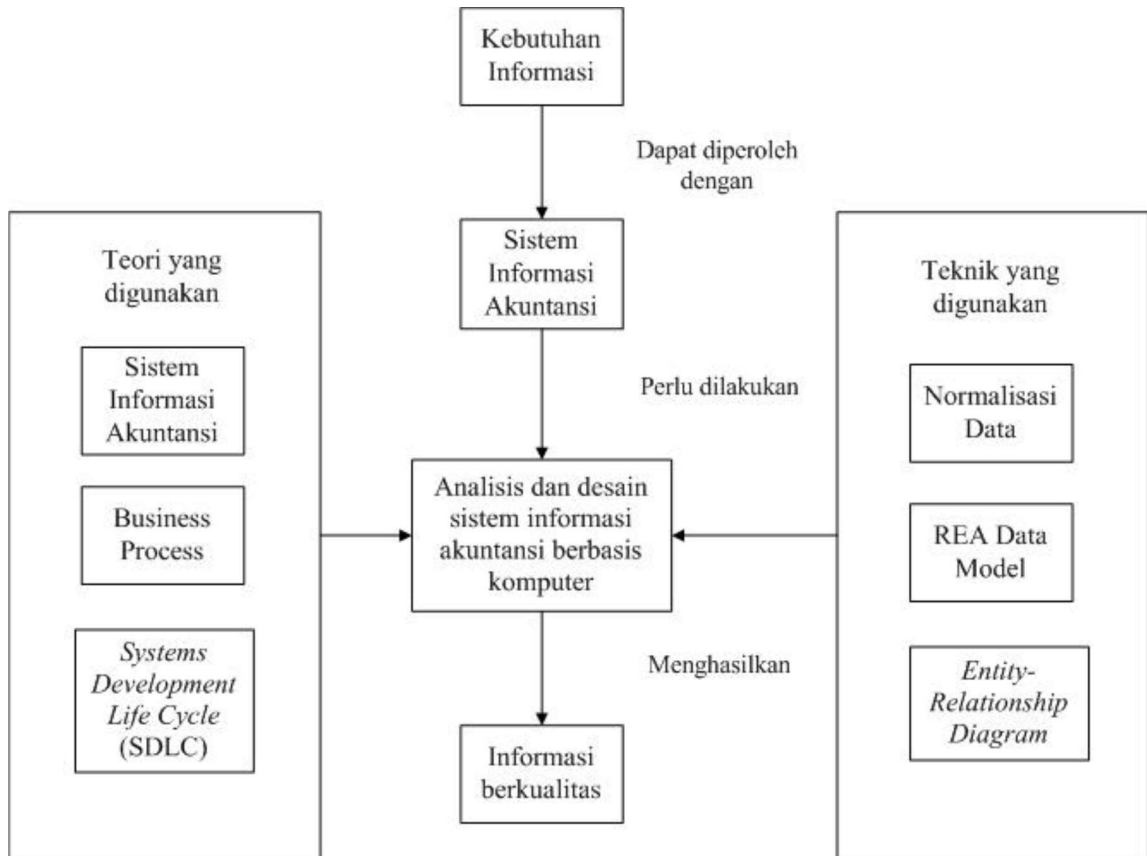 Kebutuhan
Informasi
Dapat diperoleh
dengan
Sistem
Informasi
Akuntansi
Perlu dilakukan
Analisis dan desain
sistem informasi
akuntansi berbasis
komputer
Menghasilkan
Informasi
berkualitas
Teori yang
digunakan
Sistem
Informasi
Akuntansi
Business
Process
Systems
Development
Life Cycle
(SDLC)
Teknik yang
digunakan
Normalisasi
Data
REA Data
Model
Entity-
Relationship
Diagram